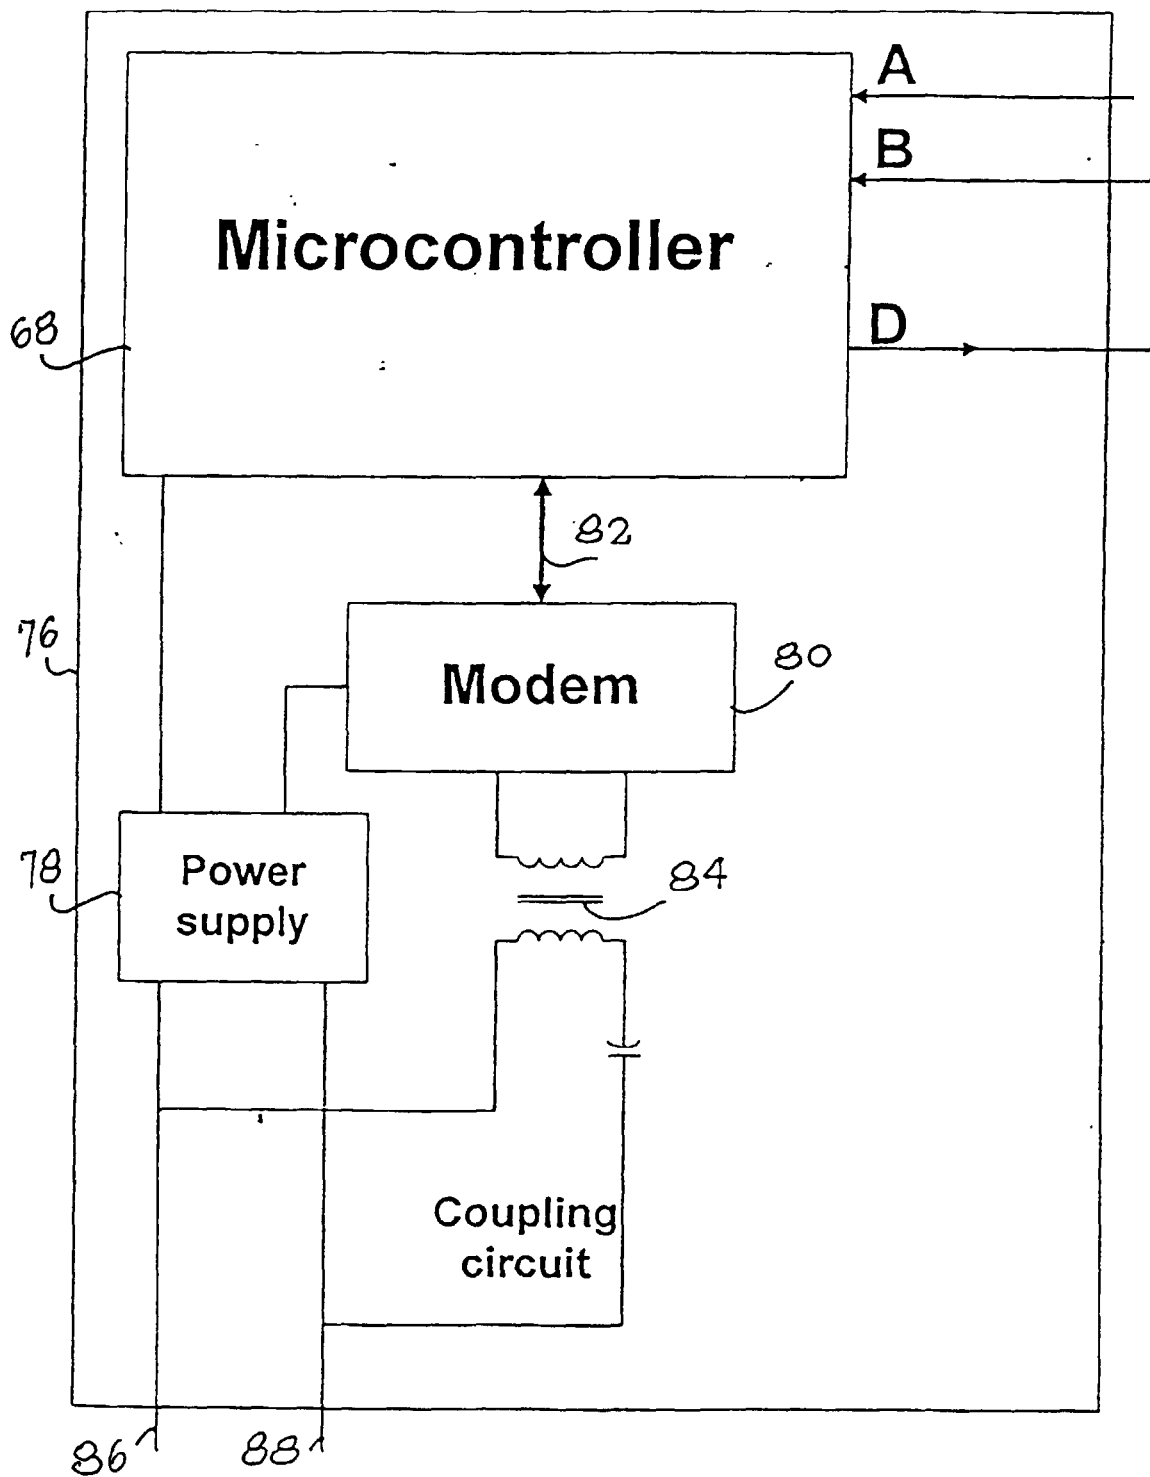 A
B
Microcontroller
D
68
82
76
80
Modem
78
Power
supply
84
Coupling
circuit
86
88